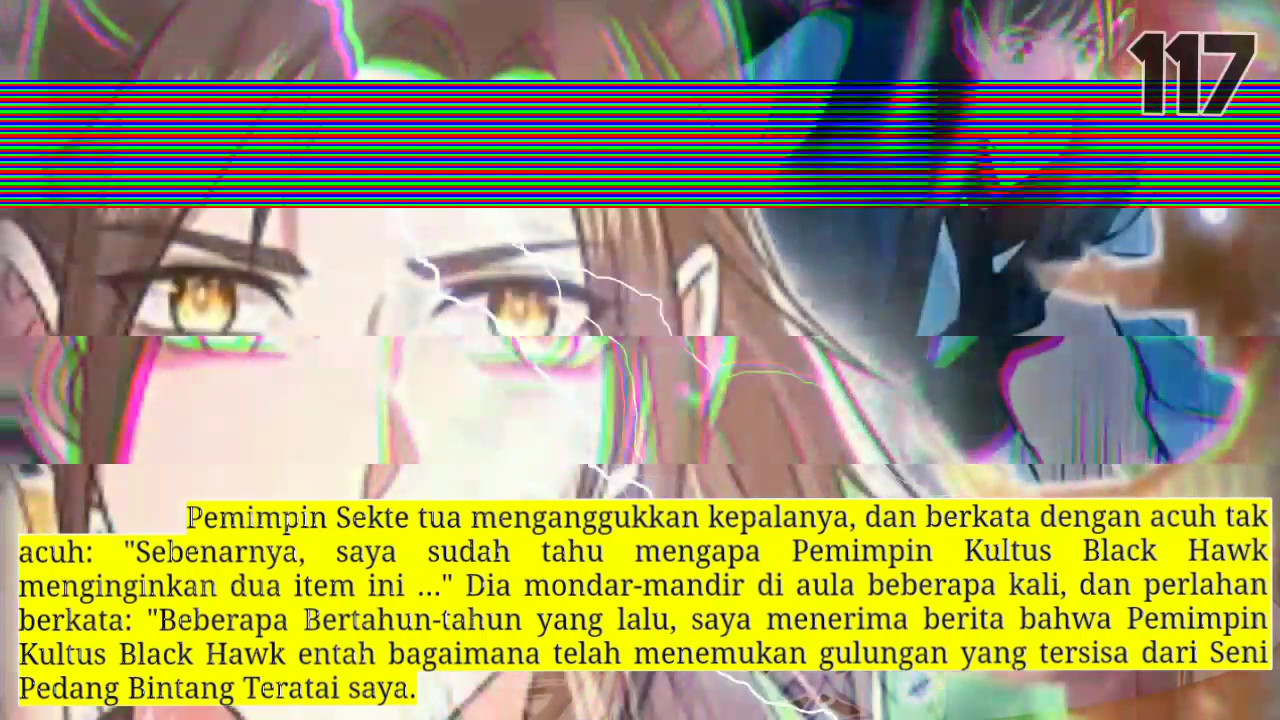 117
Pemimpin Sekte tua menganggukkan kepalanya, dan berkata dengan acuh tak
acuh: "Sebenarnya, saya sudah tahu mengapa Pemimpin Kultus Black Hawk
menginginkan dua item ini ..." Dia mondar-mandir di aula beberapa kali, dan perlahan
berkata: "Beberapa Bertahun-tahun yang lalu, saya menerima berita bahwa Pemimpin
Kultus Black Hawk entah bagaimana telah menemukan gulungan yang tersisa dari Seni
Pedang Bintang Teratai saya.